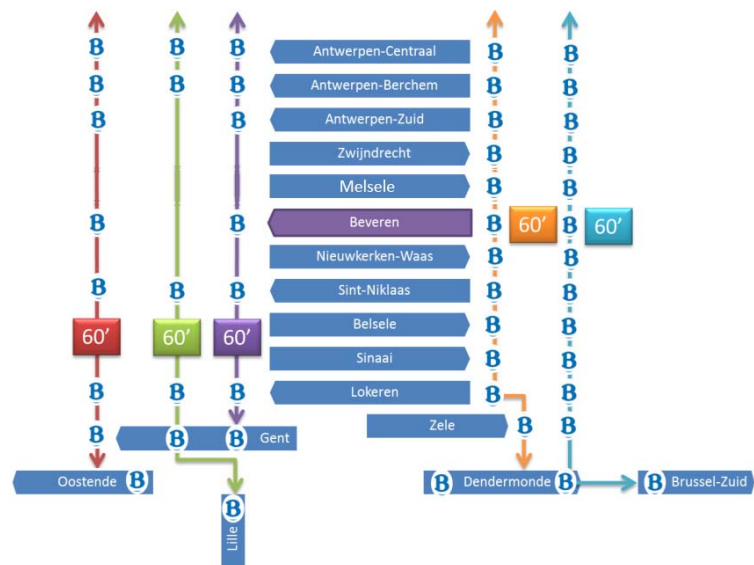 Antwerpen-Centraal
Antwerpen-Berchem
Antwerpen-Zuid
Zwijndrecht
Melsele
Beveren
60′ 60′
Nieuwkerken-Waas
Sint-Niklaas
60′ 60′ 60′
Belsele
Sinaai
Lokeren
Zele
Gent
Oostende
Dendermonde
Brussel-Zuid
Lille